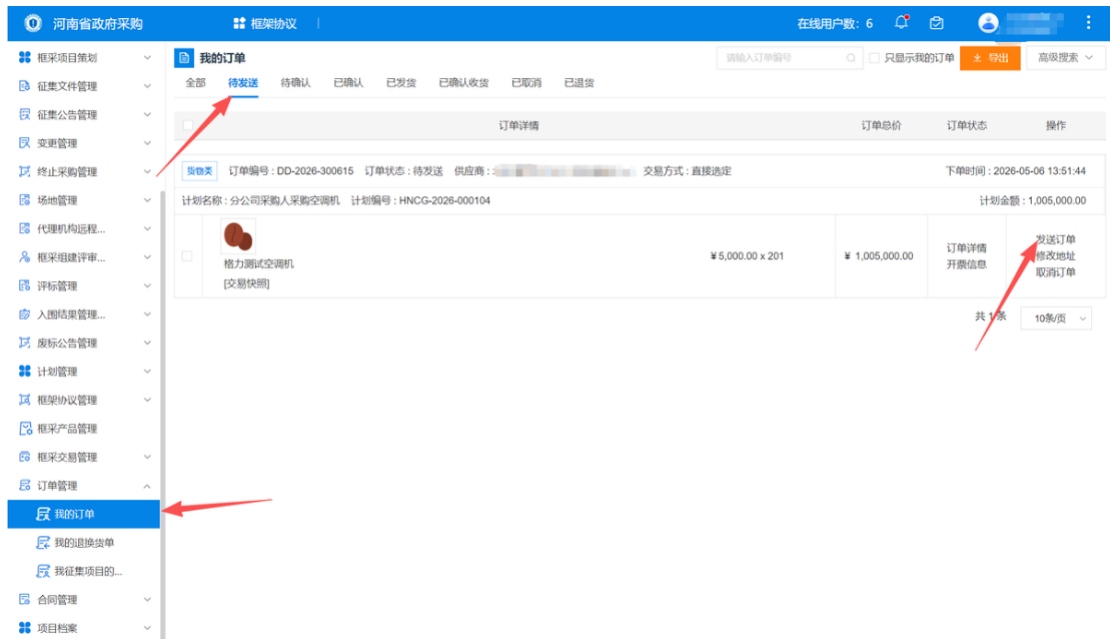 河南省政府采购 框架协议 在线用户数：6
框采项目策划
征集文件管理
征集公告管理
变更管理
终止采购管理
场地管理
代理机构远程...
框采组建评审...
评标管理
入围结果管理...
废标公告管理
计划管理
框架协议管理
框采产品管理
框采交易管理
订单管理
我的订单
我的退换货单
我征集项目的...
合同管理
项目档案
我的订单 请输入订单编号 只显示我的订单 导出 高级搜索
全部 待发送 待确认 已确认 已发货 已确认收货 已取消 已退货
订单详情 订单总价 订单状态 操作
货物类 订单编号：DD-2026-300615 订单状态：待发送 供应商： 交易方式：直接选定 下单时间：2026-05-06 13:51:44
计划名称：分公司采购人采购空调机 计划编号：HNCG-2026-000104 计划金额：1,005,000.00
格力测试空调机
[交易快照]
¥5,000.00 x 201 ¥ 1,005,000.00
订单详情
开票信息
发送订单
修改地址
取消订单
共 1 条 10条/页